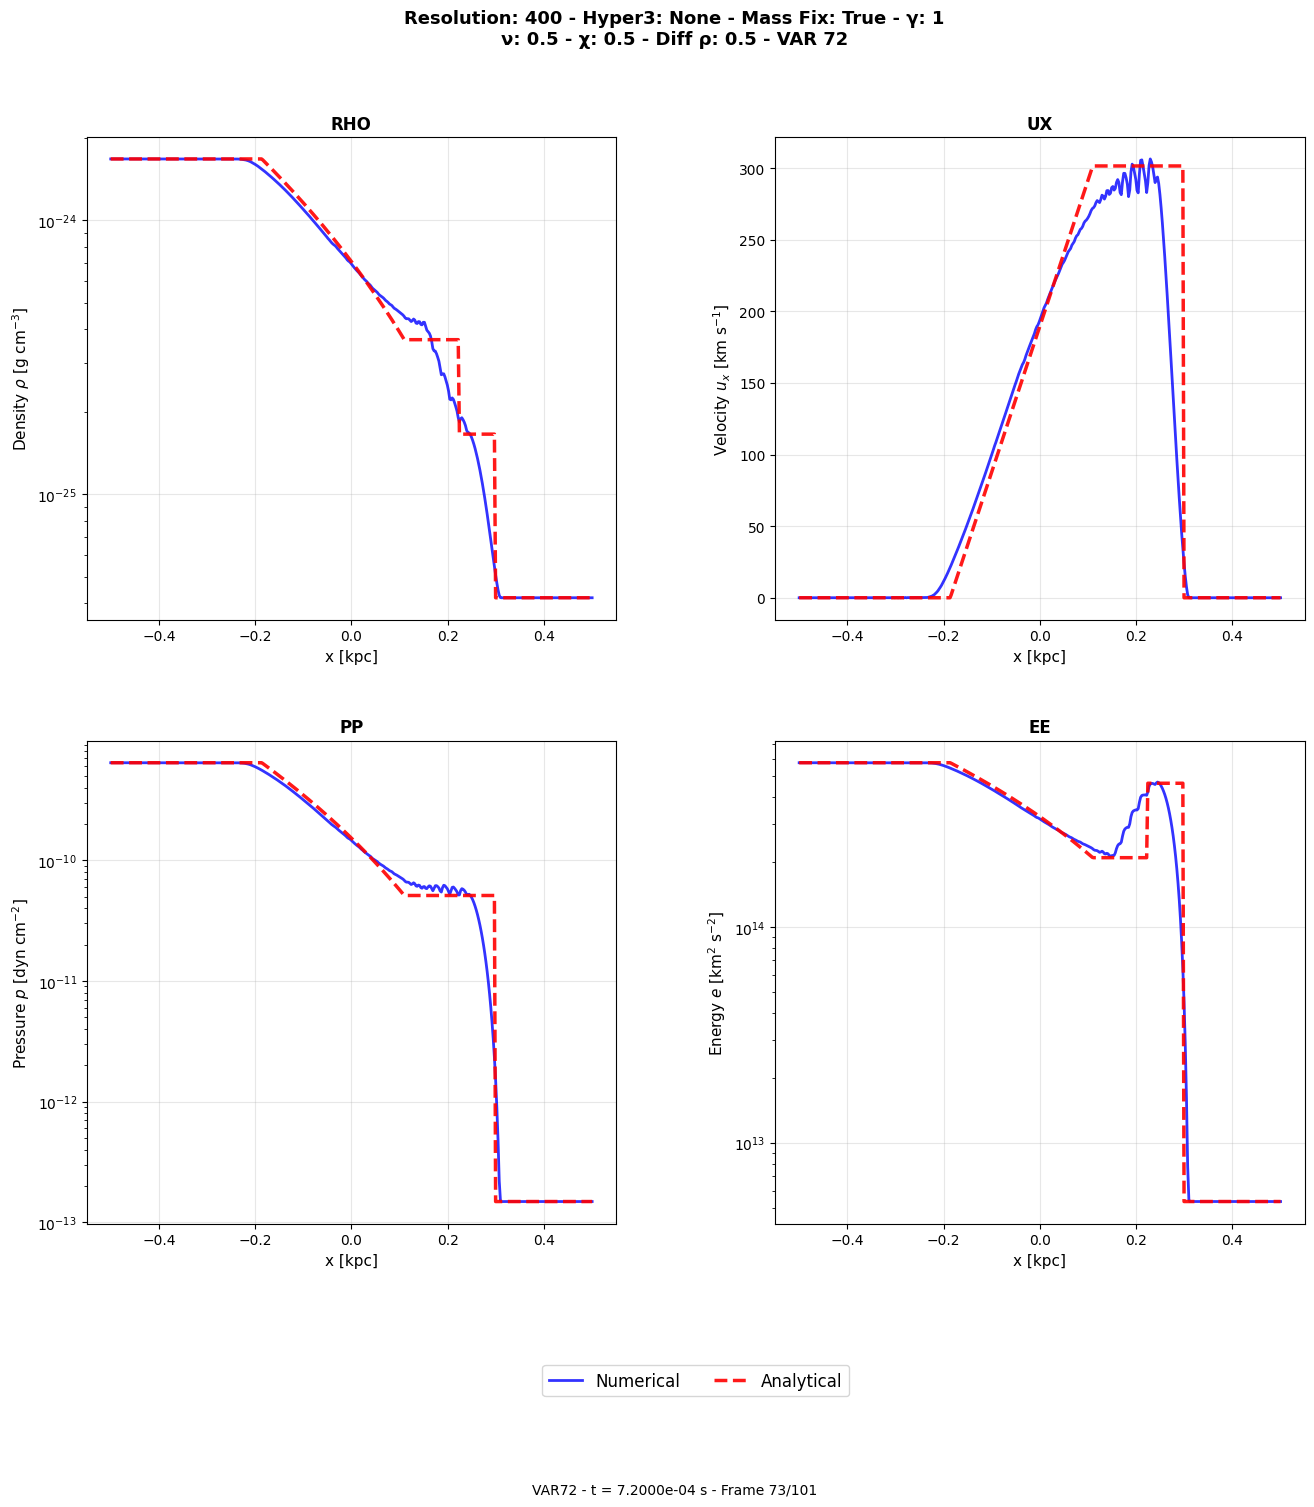 Resolution: 400 - Hyper3: None - Mass Fix: True - γ: 1
ν: 0.5 - χ: 0.5 - Diff ρ: 0.5 - VAR 72
RHO
Density ρ [g cm⁻³]
10⁻²⁴
10⁻²⁵
−0.4 −0.2 0.0 0.2 0.4
x [kpc]
UX
Velocity uₓ [km s⁻¹]
300
250
200
150
100
50
0
−0.4 −0.2 0.0 0.2 0.4
x [kpc]
PP
Pressure p [dyn cm⁻²]
10⁻¹⁰
10⁻¹¹
10⁻¹²
10⁻¹³
−0.4 −0.2 0.0 0.2 0.4
x [kpc]
EE
Energy e [km² s⁻²]
10¹⁴
10¹³
−0.4 −0.2 0.0 0.2 0.4
x [kpc]
Numerical Analytical
VAR72 - t = 7.2000e-04 s - Frame 73/101